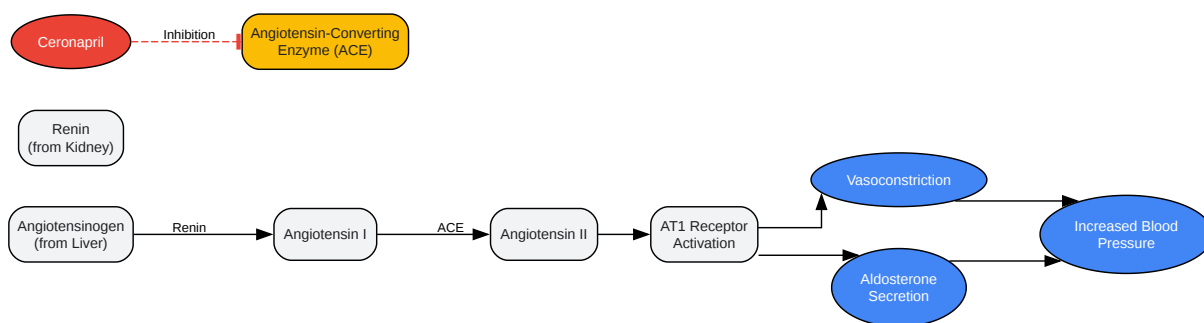 Ceronapril
Inhibition
Angiotensin-Converting
Enzyme (ACE)
Renin
(from Kidney)
Angiotensinogen
(from Liver)
Renin
Angiotensin I
ACE
Angiotensin II
AT1 Receptor
Activation
Vasoconstriction
Aldosterone
Secretion
Increased Blood
Pressure